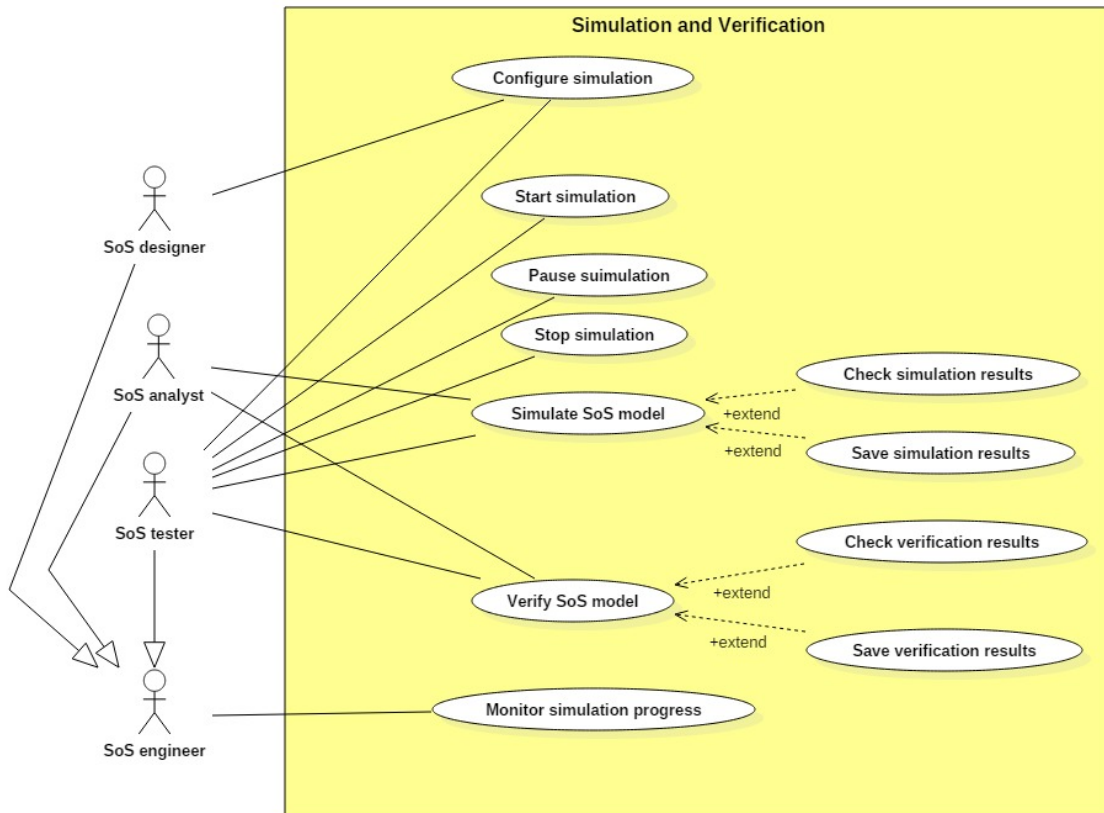 Simulation and Verification
Configure simulation
Start simulation
SoS designer
Pause suimulation
Stop simulation
Check simulation results
SoS analyst
Simulate SoS model
+extend
+extend
Save simulation results
SoS tester
Check verification results
Verify SoS model
+extend
+extend
Save verification results
Monitor simulation progress
SoS engineer